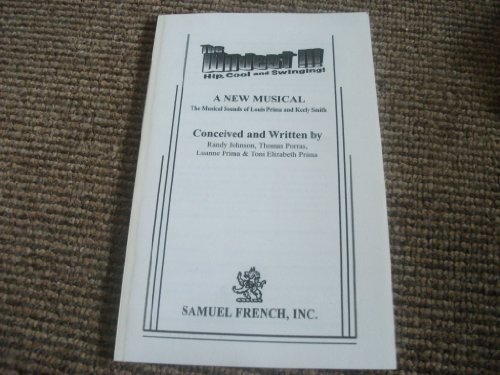 The
Wildest !!!
Hip, Cool and Swinging!
A NEW MUSICAL
The Musical Sounds of Louis Prima and Keely Smith
Conceived and Written by
Randy Johnson, Thomas Porras,
Luanne Prima & Toni Elizabeth Prima
SAMUEL FRENCH, INC.